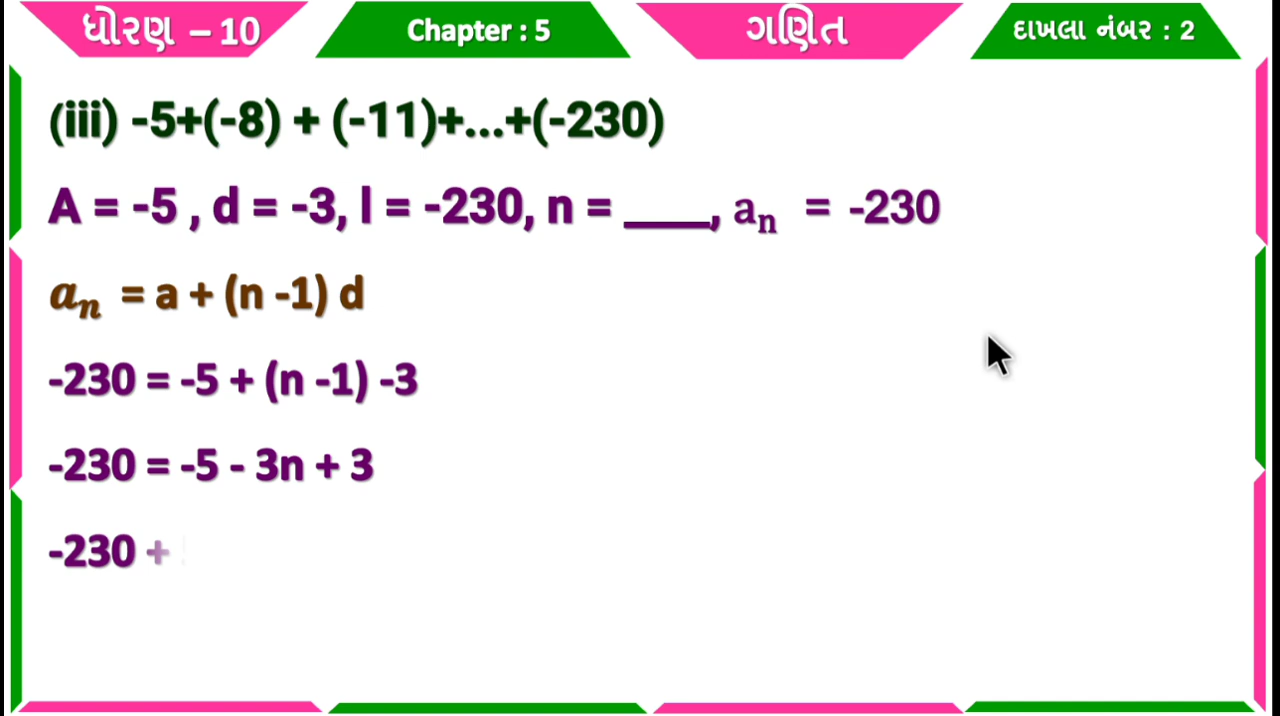 ધોરણ – 10
Chapter : 5
ગણિત
દાખલા નંબર : 2
(iii) -5+(-8) + (-11)+...+(-230)
A = -5 , d = -3, l = -230, n = ____, aₙ = -230
aₙ = a + (n -1) d
-230 = -5 + (n -1) -3
-230 = -5 - 3n + 3
-230 +